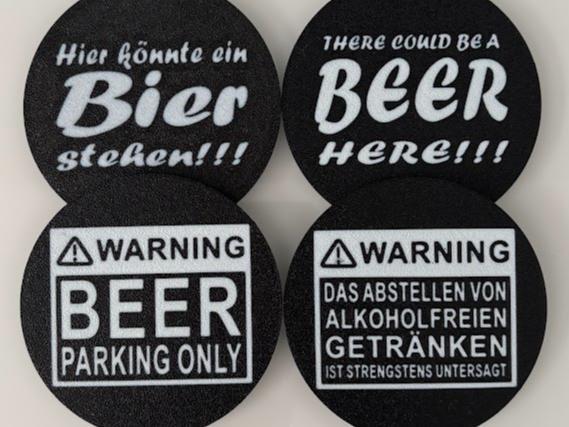 Hier könnte ein
Bier
stehen!!!
THERE COULD BE A
BEER
HERE!!!
WARNING
BEER
PARKING ONLY
WARNING
DAS ABSTELLEN VON
ALKOHOLFREIEN
GETRÄNKEN
IST STRENGSTENS UNTERSAGT